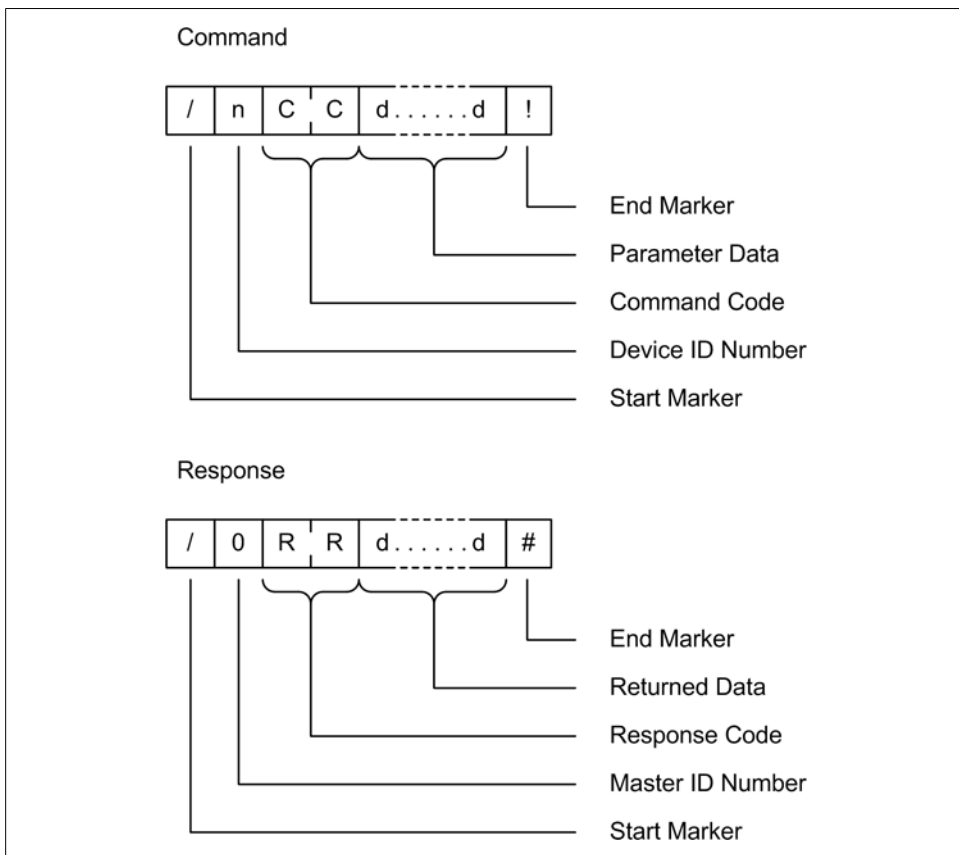 Command
/ n C C d......d !
End Marker
Parameter Data
Command Code
Device ID Number
Start Marker
Response
/ 0 R R d......d #
End Marker
Returned Data
Response Code
Master ID Number
Start Marker